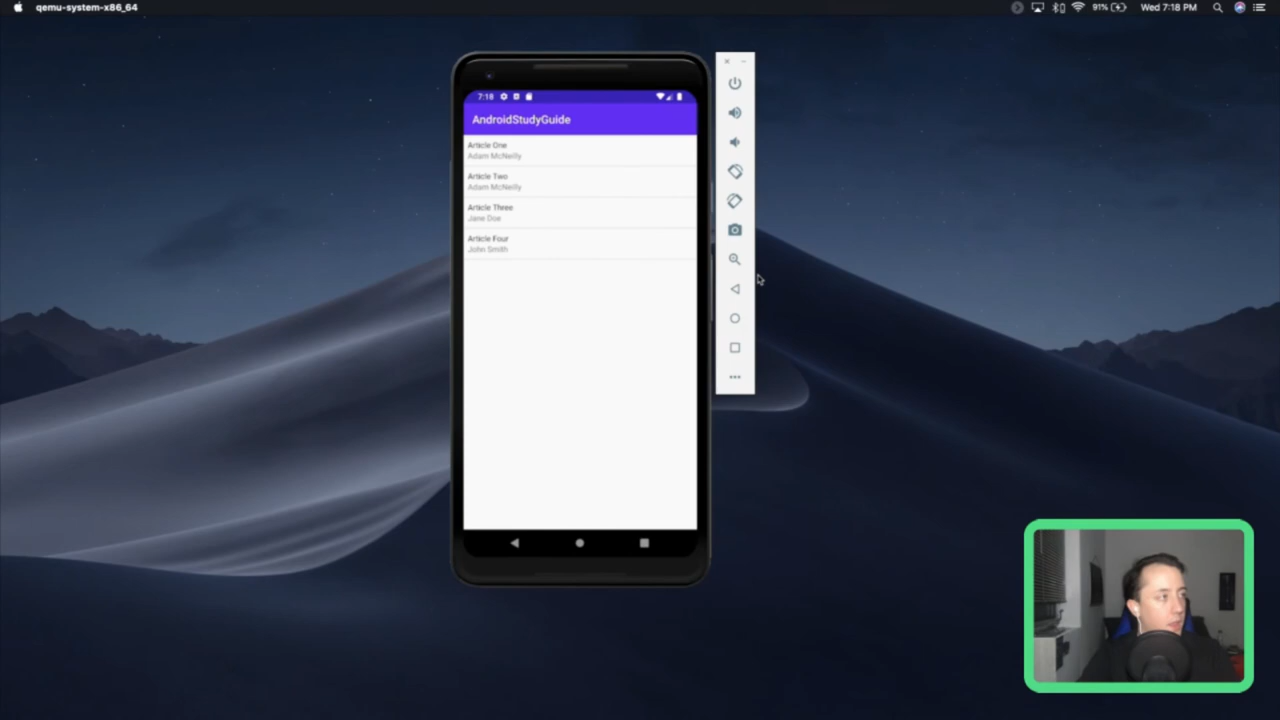 qemu-system-x86_64
91%
Wed 7:18 PM
7:18
AndroidStudyGuide
Article One
Adam McNeilly
Article Two
Adam McNeilly
Article Three
Jane Doe
Article Four
John Smith